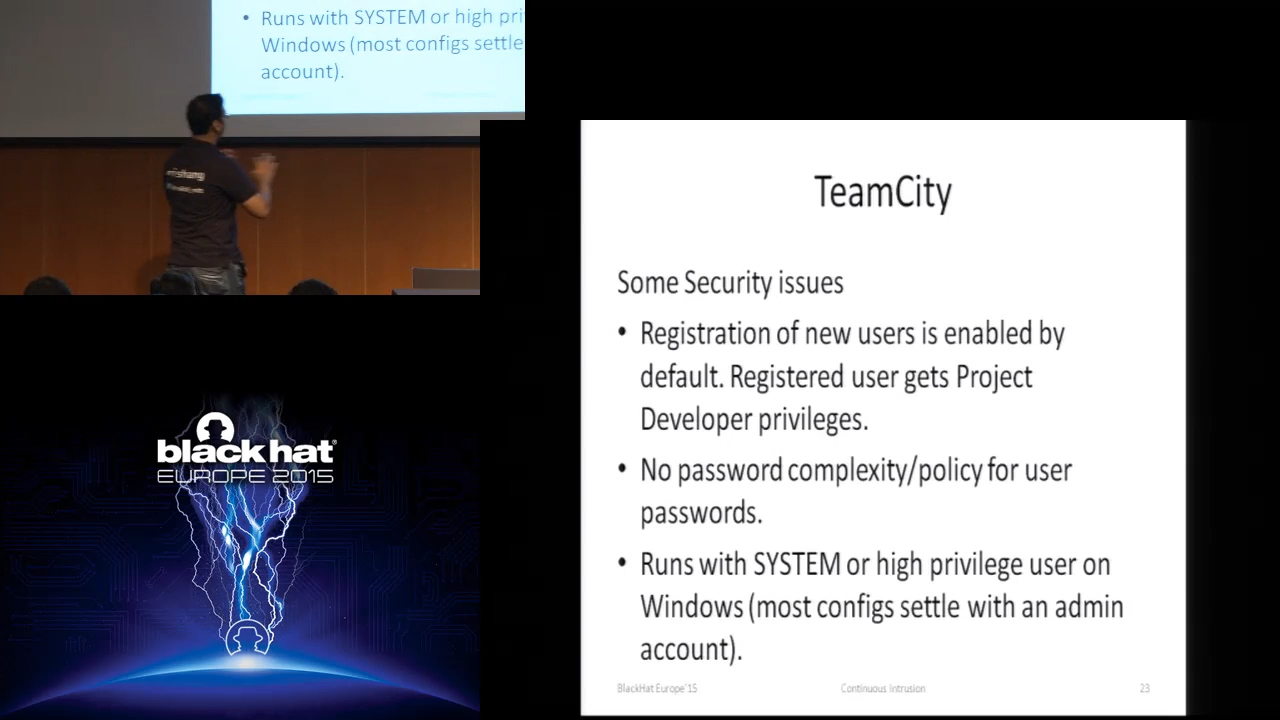 • Runs with SYSTEM or high pri
Windows (most configs settle
account).
black hat®
EUROPE 2015
TeamCity
Some Security issues
• Registration of new users is enabled by
default. Registered user gets Project
Developer privileges.
• No password complexity/policy for user
passwords.
• Runs with SYSTEM or high privilege user on
Windows (most configs settle with an admin
account).
BlackHat Europe'15
Continuous Intrusion
23